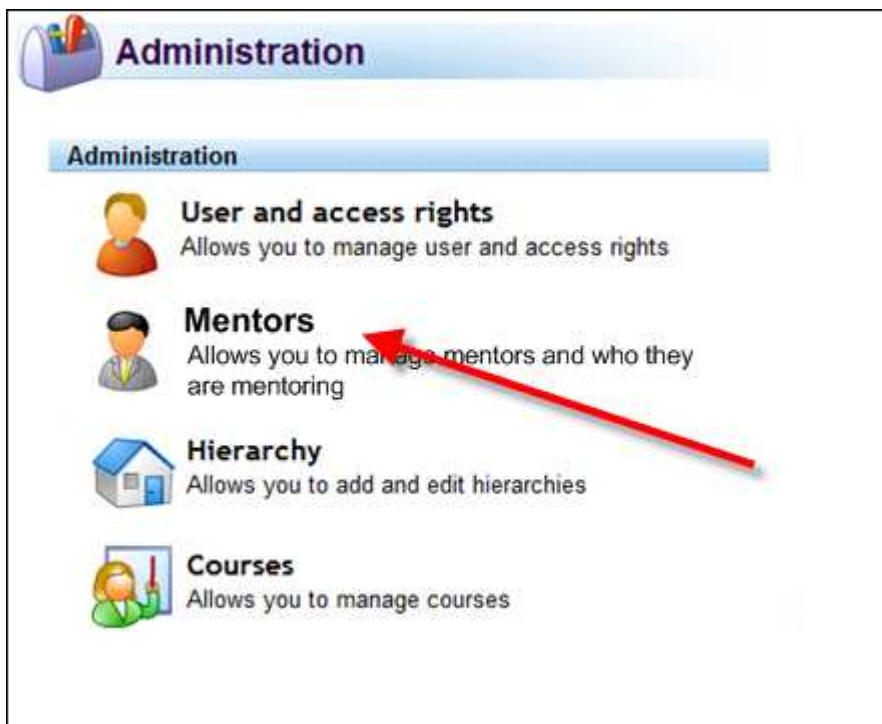 Administration
Administration
User and access rights
Allows you to manage user and access rights
Mentors
Allows you to manage mentors and who they
are mentoring
Hierarchy
Allows you to add and edit hierarchies
Courses
Allows you to manage courses